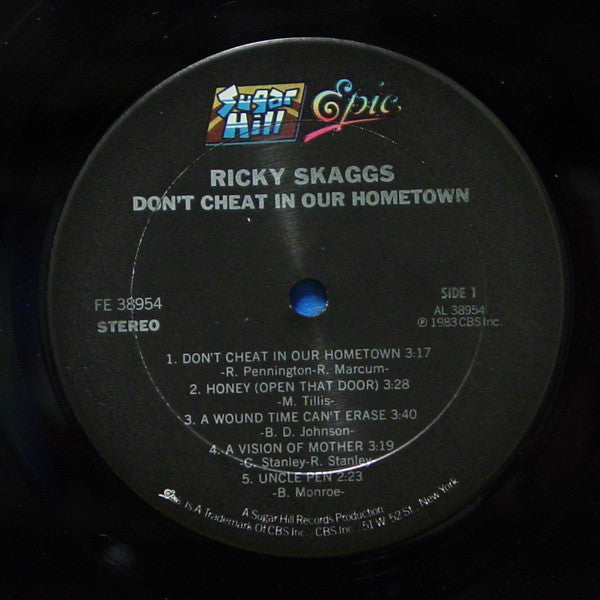 Sugar Hill
Epic
RICKY SKAGGS
DON'T CHEAT IN OUR HOMETOWN
FE 38954
STEREO
SIDE 1
AL 38954
℗ 1983 CBS Inc.
1. DON'T CHEAT IN OUR HOMETOWN 3:17
-R. Pennington-R. Marcum-
2. HONEY (OPEN THAT DOOR) 3:28
-M. Tillis-
3. A WOUND TIME CAN'T ERASE 3:40
-B. D. Johnson-
4. A VISION OF MOTHER 3:19
-C. Stanley-R. Stanley-
5. UNCLE PEN 2:23
-B. Monroe-
A Sugar Hill Records Production
Epic Is A Trademark Of CBS Inc. CBS Inc. 51 W. 52 St. New York